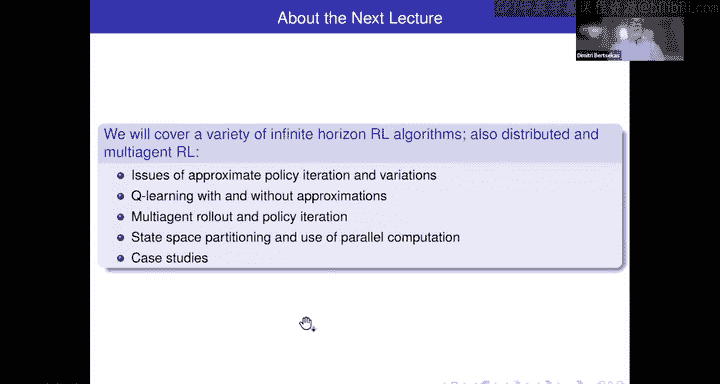 About the Next Lecture
Dimitri Bertsekas
We will cover a variety of infinite horizon RL algorithms; also distributed and
multiagent RL:
Issues of approximate policy iteration and variations
Q-learning with and without approximations
Multiagent rollout and policy iteration
State space partitioning and use of parallel computation
Case studies